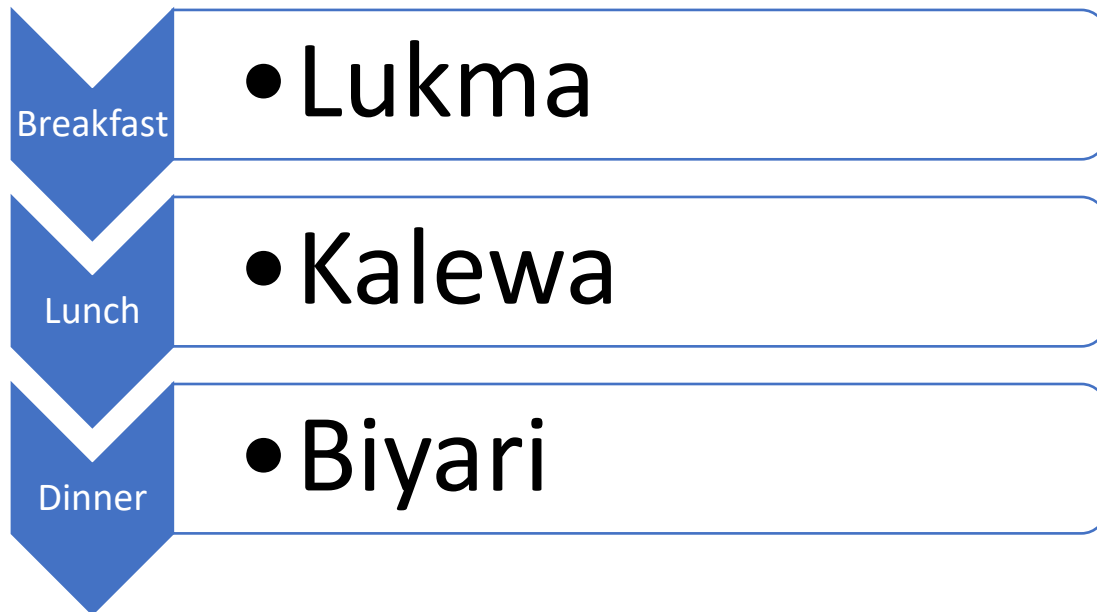 Breakfast
•Lukma
Lunch
•Kalewa
Dinner
•Biyari